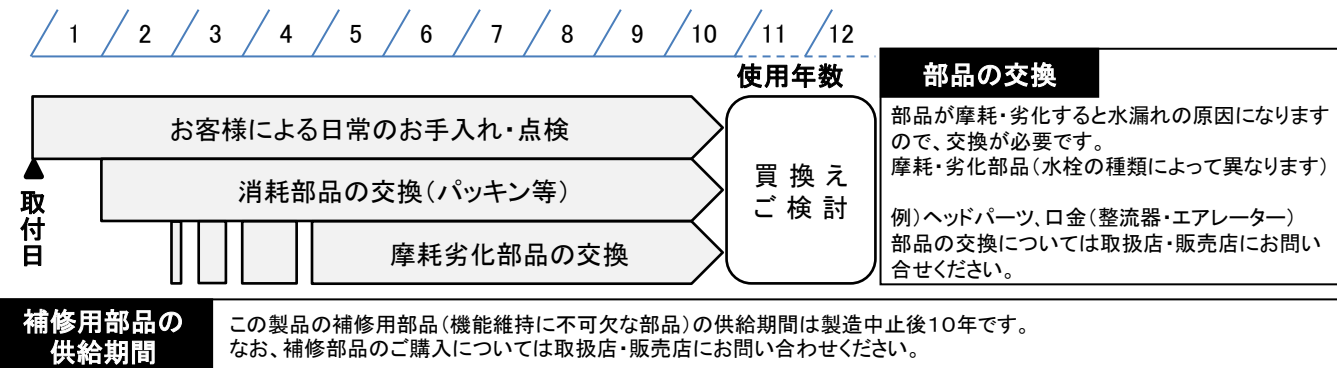 1 2 3 4 5 6 7 8 9 10 11 12
使用年数
お客様による日常のお手入れ・点検
消耗部品の交換(パッキン等)
摩耗劣化部品の交換
取付日
買換え
ご検討
部品の交換
部品が摩耗・劣化すると水漏れの原因になります
ので、交換が必要です。
摩耗・劣化部品(水栓の種類によって異なります)
例)ヘッドパーツ、口金(整流器・エアレーター)
部品の交換については取扱店・販売店にお問い
合せください。
補修用部品の
供給期間
この製品の補修用部品(機能維持に不可欠な部品)の供給期間は製造中止後10年です。
なお、補修部品のご購入については取扱店・販売店にお問い合わせください。